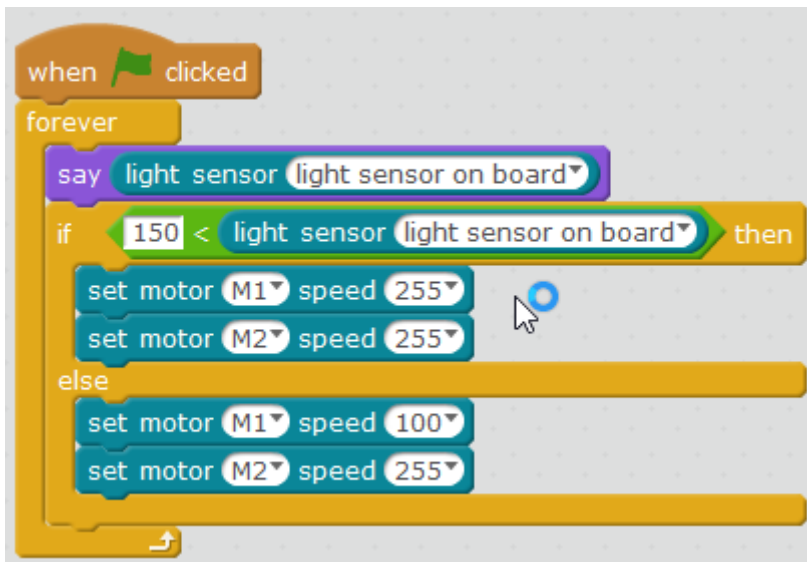 when clicked
forever
say light sensor light sensor on board
if 150 < light sensor light sensor on board then
set motor M1 speed 255
set motor M2 speed 255
else
set motor M1 speed 100
set motor M2 speed 255